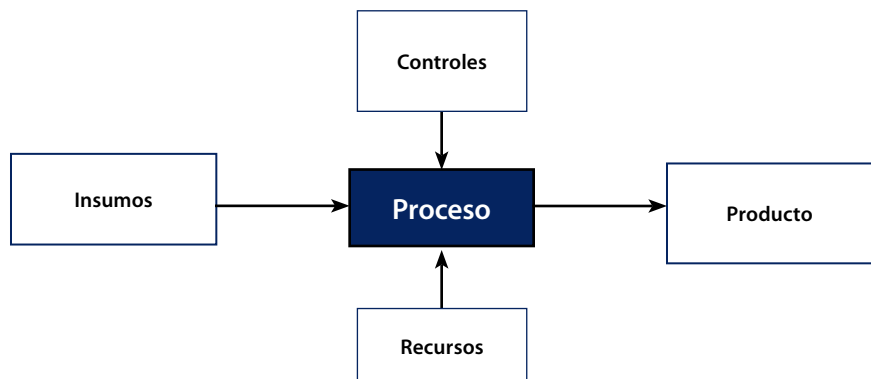 Controles
Insumos
Proceso
Producto
Recursos